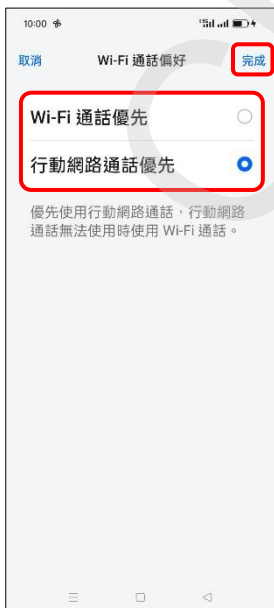 10:00
取消
Wi-Fi 通話偏好
完成
Wi-Fi 通話優先
行動網路通話優先
優先使用行動網路通話，行動網路
通話無法使用時使用 Wi-Fi 通話。